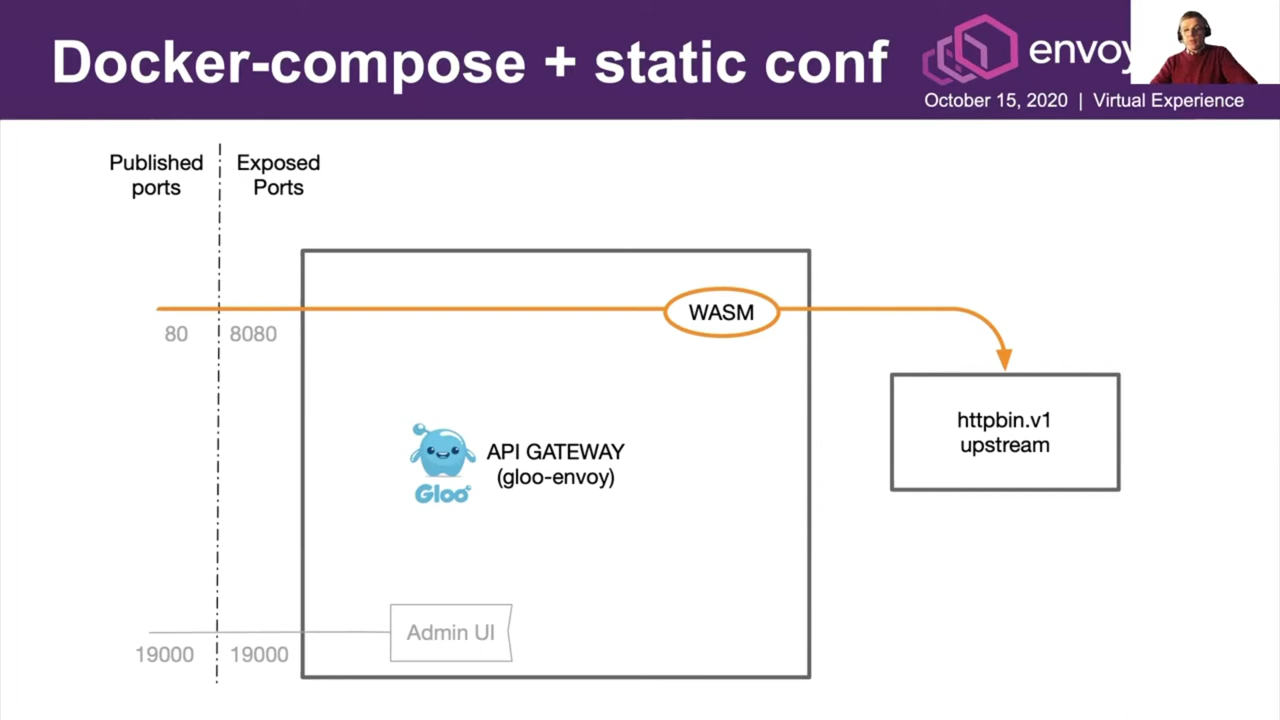 Docker-compose + static conf
envoy
October 15, 2020 | Virtual Experience
Published
ports
Exposed
Ports
80
8080
WASM
httpbin.v1
upstream
Gloo
API GATEWAY
(gloo-envoy)
Admin UI
19000
19000